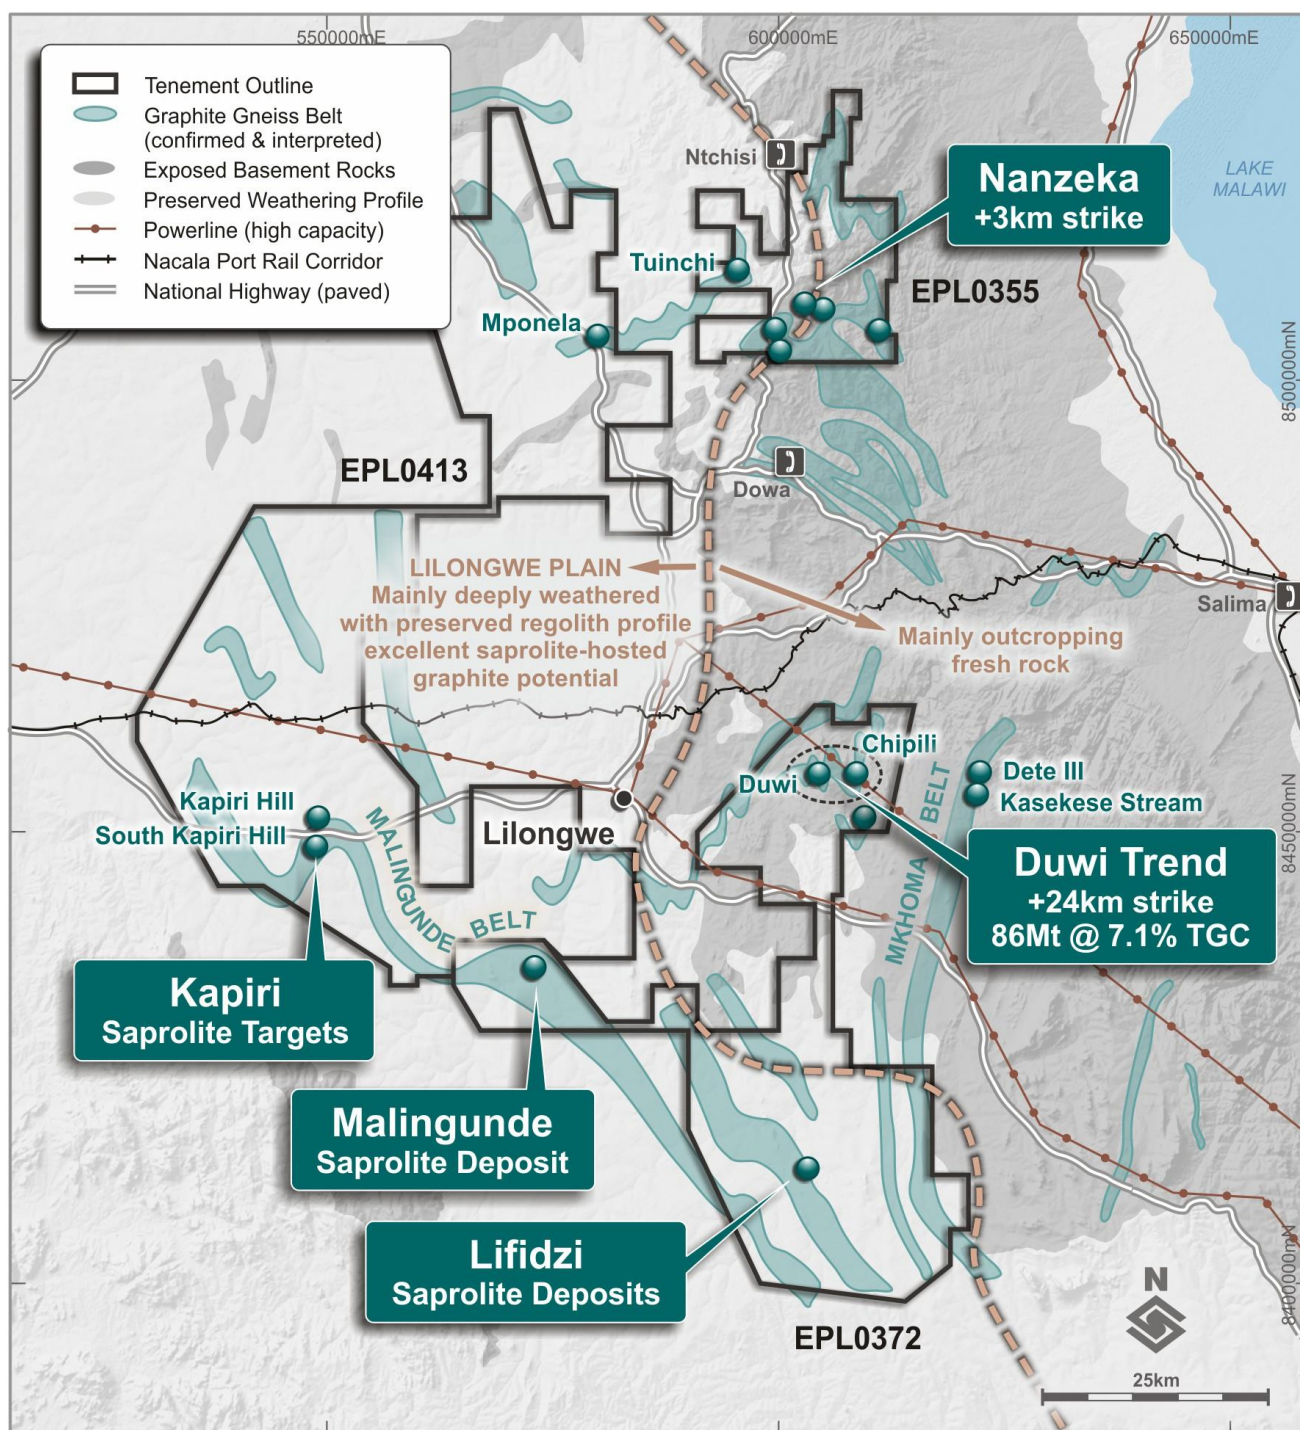 550000mE
600000mE
650000mE
Tenement Outline
Graphite Gneiss Belt
(confirmed & interpreted)
Exposed Basement Rocks
Preserved Weathering Profile
Powerline (high capacity)
Nacala Port Rail Corridor
National Highway (paved)
Ntchisi
LAKE
MALAWI
Nanzeka
+3km strike
Tuinchi
EPL0355
Mponela
8500000mN
EPL0413
Dowa
LILONGWE PLAIN
Mainly deeply weathered
with preserved regolith profile
excellent saprolite-hosted
graphite potential
Salima
Mainly outcropping
fresh rock
Chipili
Duwi
Dete III
Kasekese Stream
Kapiri Hill
South Kapiri Hill
Lilongwe
MALINGUNDE BELT
MKHOMA BELT
8450000mN
Duwi Trend
+24km strike
86Mt @ 7.1% TGC
Kapiri
Saprolite Targets
Malingunde
Saprolite Deposit
Lifidzi
Saprolite Deposits
8400000mN
N
EPL0372
25km